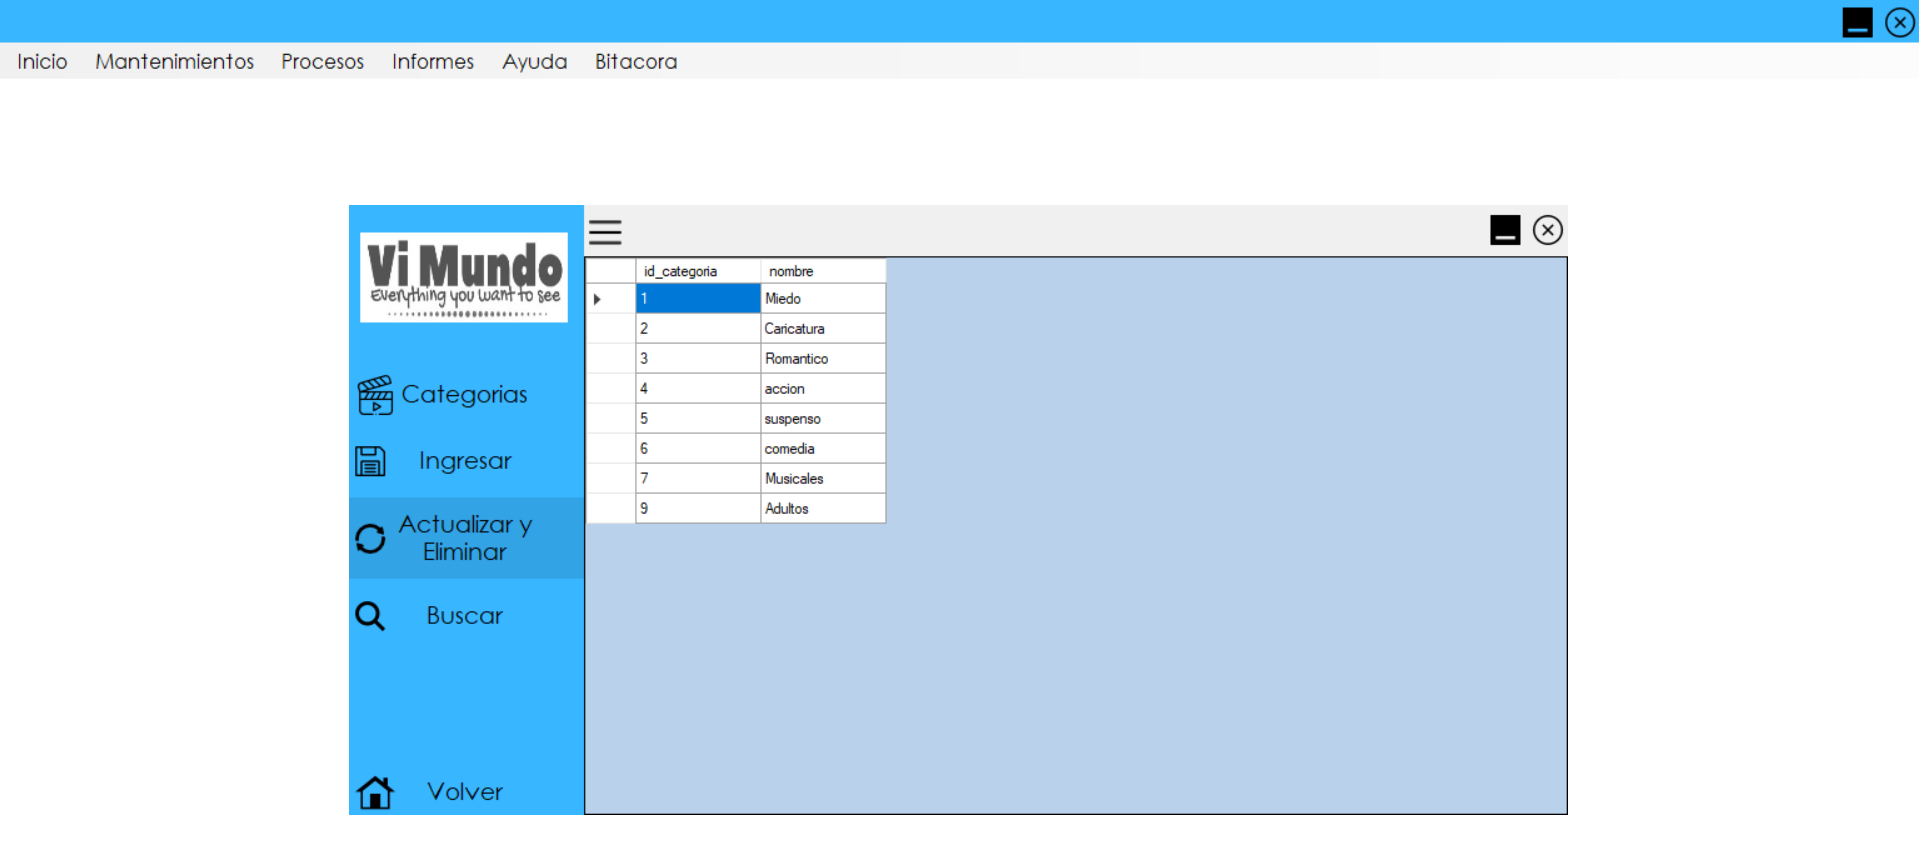 Inicio Mantenimientos Procesos Informes Ayuda Bitacora
Vi Mundo
Everything you want to see
Categorias
Ingresar
Actualizar y
Eliminar
Buscar
Volver
id_categoria nombre
1 Miedo
2 Caricatura
3 Romantico
4 accion
5 suspenso
6 comedia
7 Musicales
9 Adultos